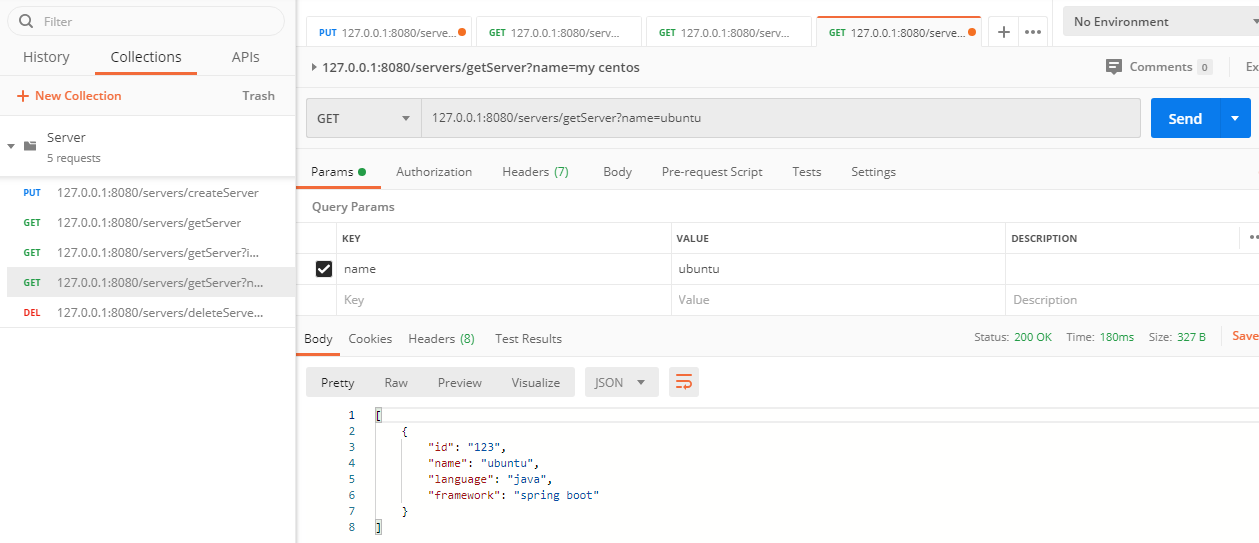 Filter
History Collections APIs
+ New Collection Trash
Server
5 requests
PUT 127.0.0.1:8080/servers/createServer
GET 127.0.0.1:8080/servers/getServer
GET 127.0.0.1:8080/servers/getServer?i...
GET 127.0.0.1:8080/servers/getServer?n...
DEL 127.0.0.1:8080/servers/deleteServe...
PUT 127.0.0.1:8080/serve... GET 127.0.0.1:8080/serv... GET 127.0.0.1:8080/serv... GET 127.0.0.1:8080/serve... + ••• No Environment
127.0.0.1:8080/servers/getServer?name=my centos Comments 0 Ex
GET 127.0.0.1:8080/servers/getServer?name=ubuntu Send
Params Authorization Headers (7) Body Pre-request Script Tests Settings
Query Params
KEY VALUE DESCRIPTION
name ubuntu
Key Value Description
Body Cookies Headers (8) Test Results Status: 200 OK Time: 180ms Size: 327 B Save
Pretty Raw Preview Visualize JSON
1 [
2 {
3 "id": "123",
4 "name": "ubuntu",
5 "language": "java",
6 "framework": "spring boot"
7 }
8 ]